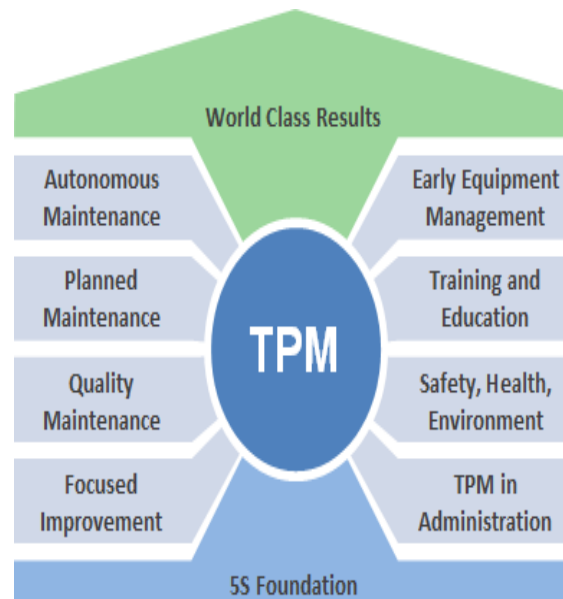 World Class Results
Autonomous
Maintenance
Early Equipment
Management
Planned
Maintenance
Training and
Education
TPM
Quality
Maintenance
Safety, Health,
Environment
Focused
Improvement
TPM in
Administration
5S Foundation